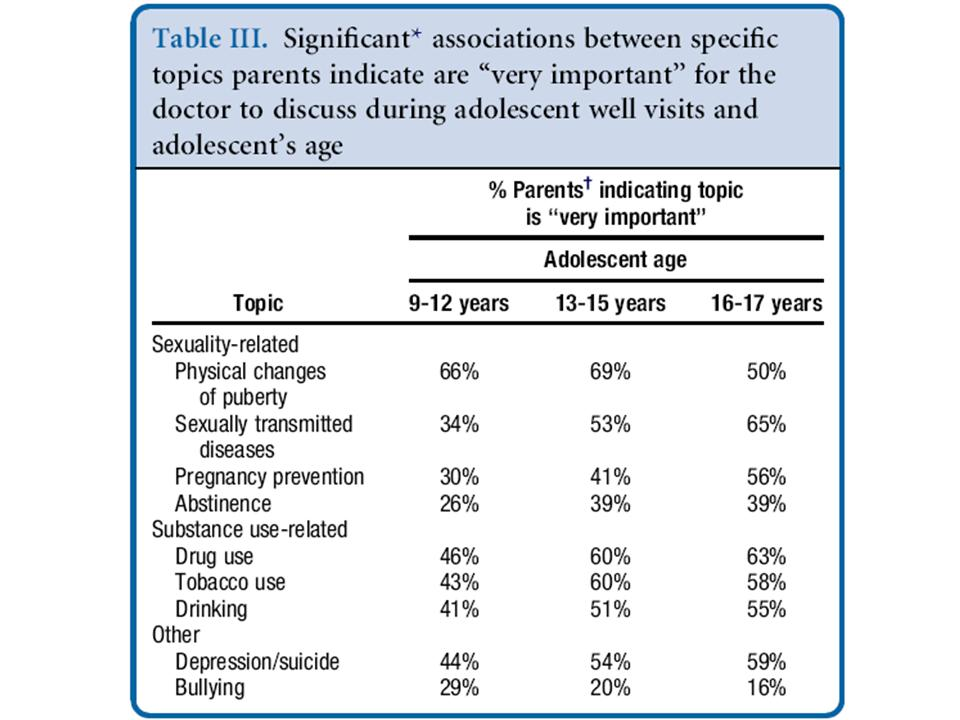 Table III. Significant* associations between specific
topics parents indicate are “very important” for the
doctor to discuss during adolescent well visits and
adolescent’s age
% Parents† indicating topic
is “very important”
Adolescent age
Topic 9-12 years 13-15 years 16-17 years
Sexuality-related
Physical changes 66% 69% 50%
of puberty
Sexually transmitted 34% 53% 65%
diseases
Pregnancy prevention 30% 41% 56%
Abstinence 26% 39% 39%
Substance use-related
Drug use 46% 60% 63%
Tobacco use 43% 60% 58%
Drinking 41% 51% 55%
Other
Depression/suicide 44% 54% 59%
Bullying 29% 20% 16%